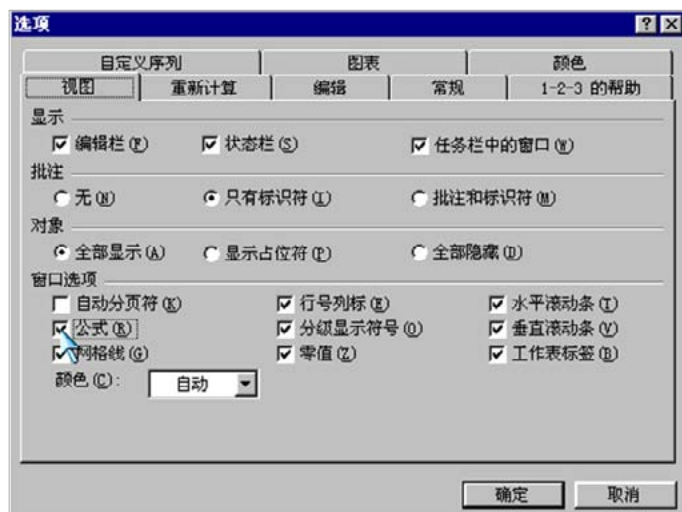 选项
自定义序列 图表 颜色
视图 重新计算 编辑 常规 1-2-3 的帮助
显示
编辑栏(F) 状态栏(S) 任务栏中的窗口(W)
批注
无(N) 只有标识符(I) 批注和标识符(M)
对象
全部显示(A) 显示占位符(P) 全部隐藏(D)
窗口选项
自动分页符(K) 行号列标(E) 水平滚动条(T)
公式(R) 分级显示符号(O) 垂直滚动条(V)
网格线(G) 零值(Z) 工作表标签(B)
颜色(C): 自动
确定 取消